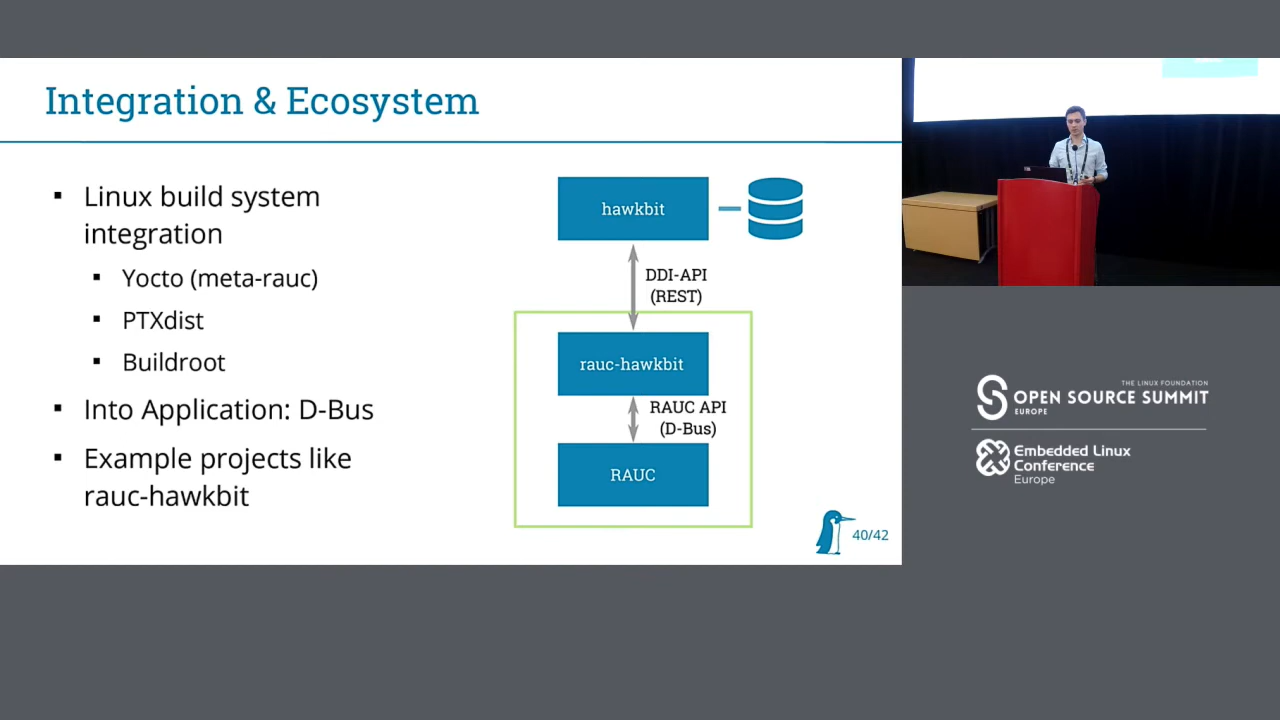 Integration & Ecosystem
Linux build system
integration
Yocto (meta-rauc)
PTXdist
Buildroot
Into Application: D-Bus
Example projects like
rauc-hawkbit
hawkbit
DDI-API
(REST)
rauc-hawkbit
RAUC API
(D-Bus)
RAUC
40/42
THE LINUX FOUNDATION
OPEN SOURCE SUMMIT
EUROPE
Embedded Linux
Conference
Europe